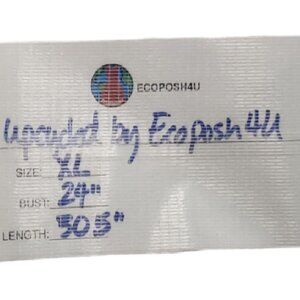 ECOPOSH4U
Upcycled by Ecoposh4U
SIZE: XL
BUST: 24"
LENGTH: 30.5"